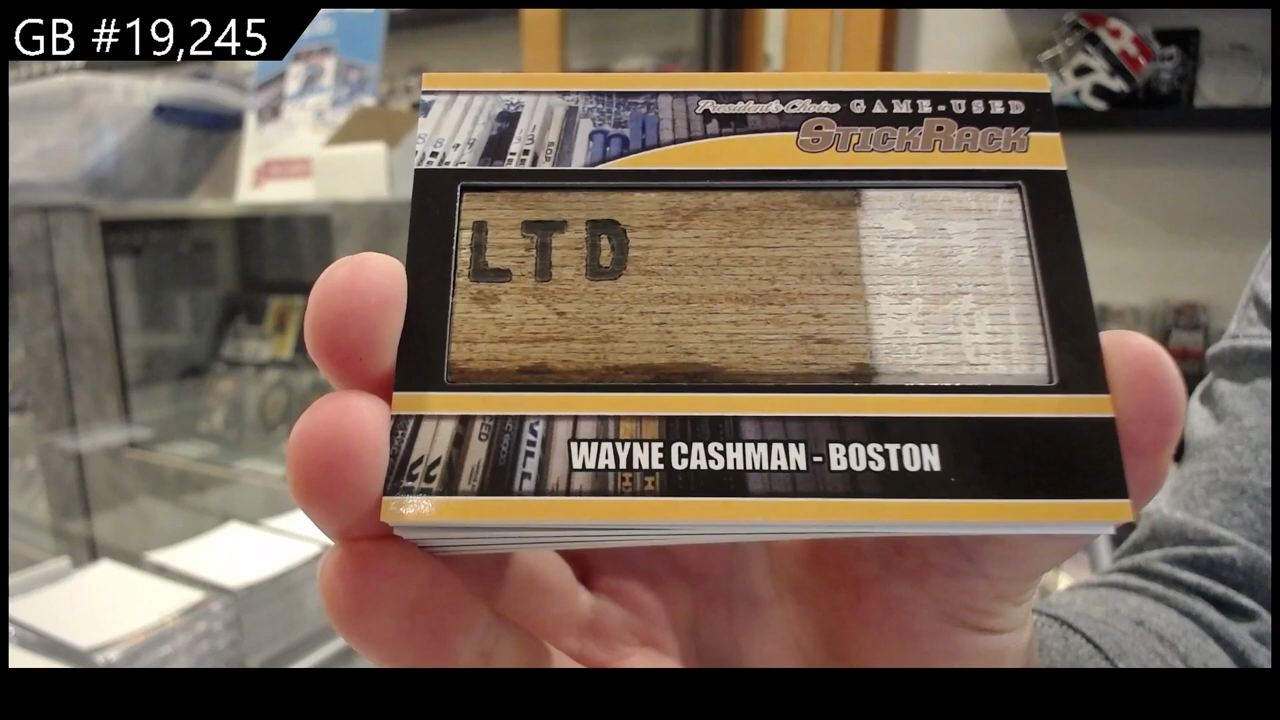 GB #19,245
President's Choice GAME-USED
STICKRACK
LTD
WAYNE CASHMAN - BOSTON